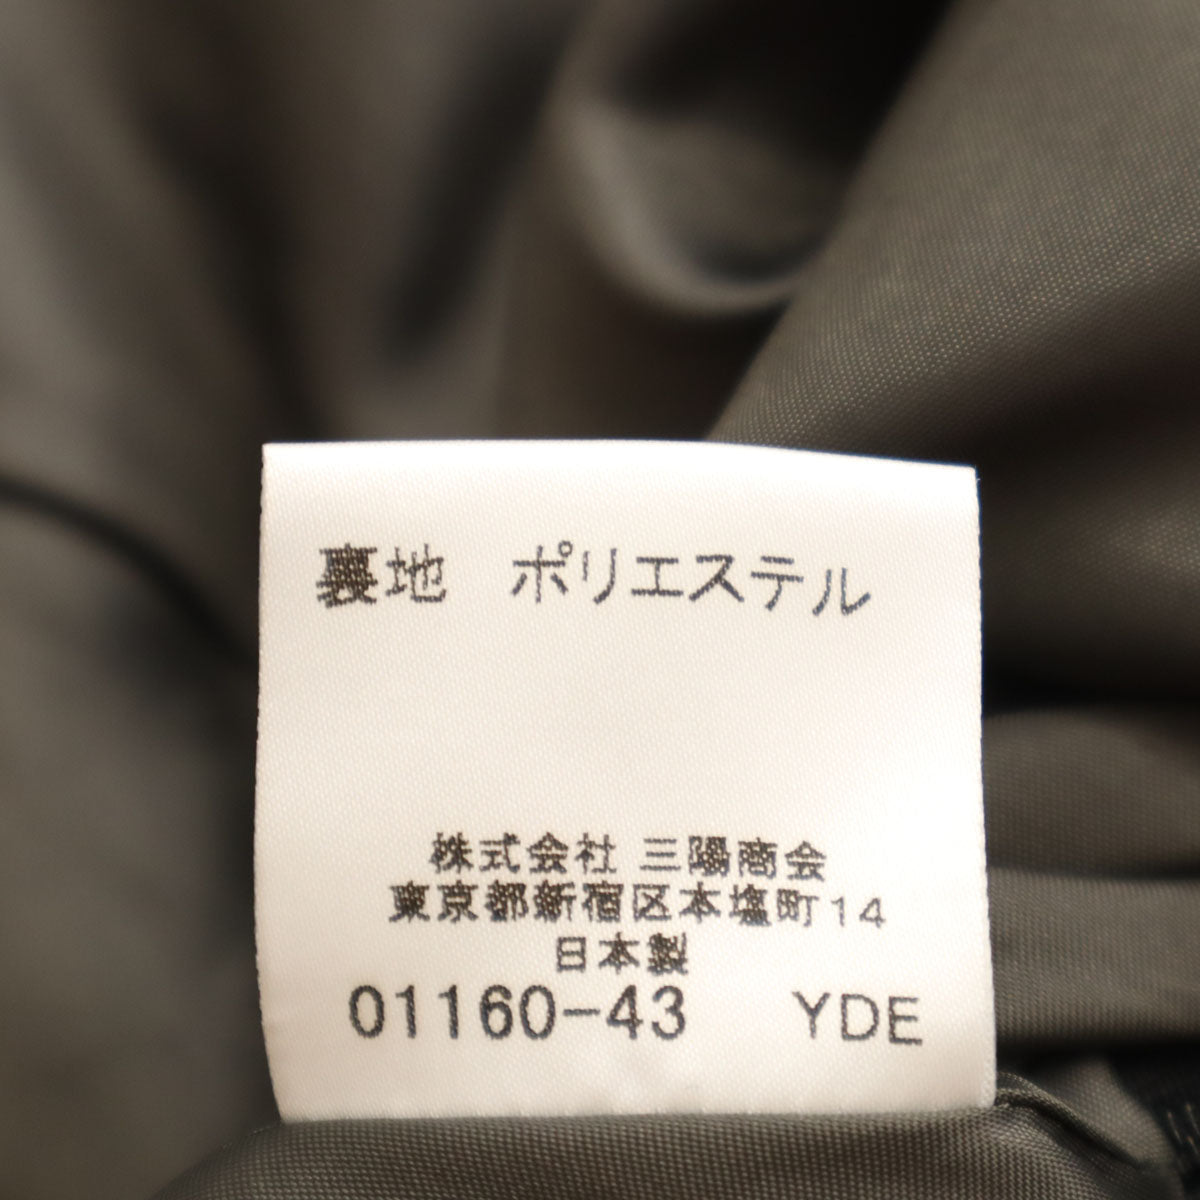 裏地　ポリエステル
株式会社 三陽商会
東京都新宿区本塩町14
日本製
01160-43　YDE